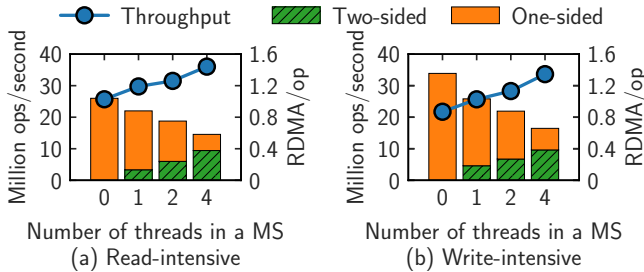 Throughput Two-sided One-sided
Million ops/second
40
30
20
10
0
1.6
1.2
0.8
0.4
0
RDMA/op
0 1 2 4
Number of threads in a MS
(a) Read-intensive
Million ops/second
40
30
20
10
0
1.6
1.2
0.8
0.4
0
RDMA/op
0 1 2 4
Number of threads in a MS
(b) Write-intensive